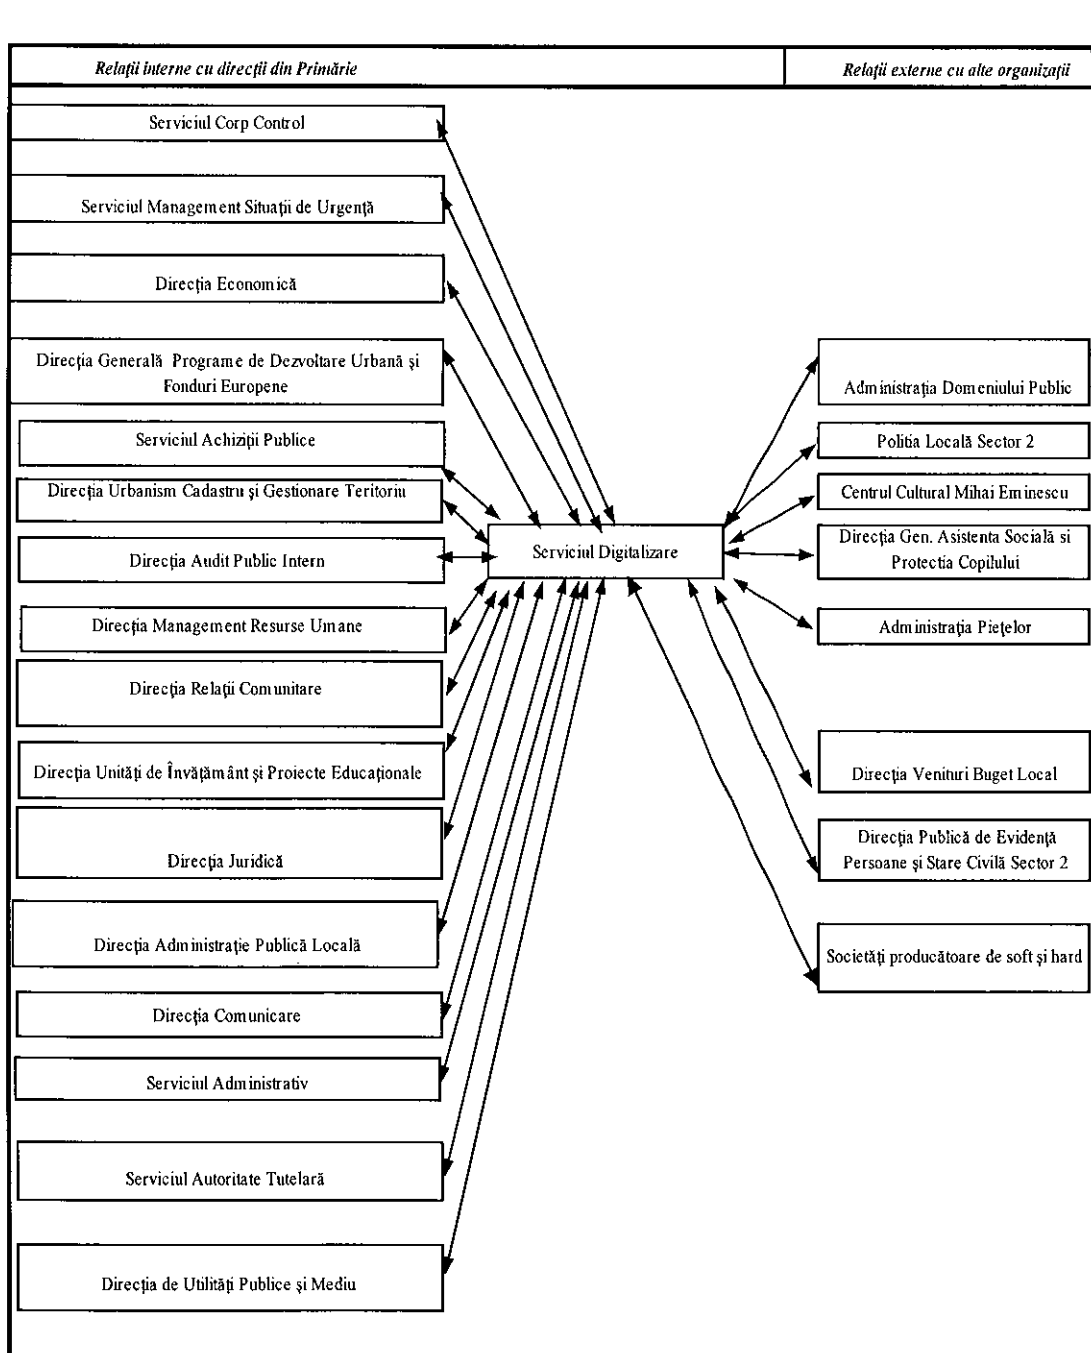 Relații interne cu direcții din Primărie
Relații externe cu alte organizații
Serviciul Corp Control
Serviciul Management Situații de Urgență
Direcția Economică
Direcția Generală Programe de Dezvoltare Urbană și
Fonduri Europene
Serviciul Achiziții Publice
Direcția Urbanism Cadastru și Gestionare Teritoriu
Direcția Audit Public Intern
Direcția Management Resurse Umane
Direcția Relații Comunitare
Direcția Unități de Învățământ și Proiecte Educaționale
Direcția Juridică
Direcția Administrație Publică Locală
Direcția Comunicare
Serviciul Administrativ
Serviciul Autoritate Tutelară
Direcția de Utilități Publice și Mediu
Serviciul Digitalizare
Administrația Domeniului Public
Politia Locală Sector 2
Centrul Cultural Mihai Eminescu
Direcția Gen. Asistenta Socială si
Protectia Copilului
Administrația Piețelor
Direcția Venituri Buget Local
Direcția Publică de Evidență
Persoane și Stare Civilă Sector 2
Societăți producătoare de soft și hard